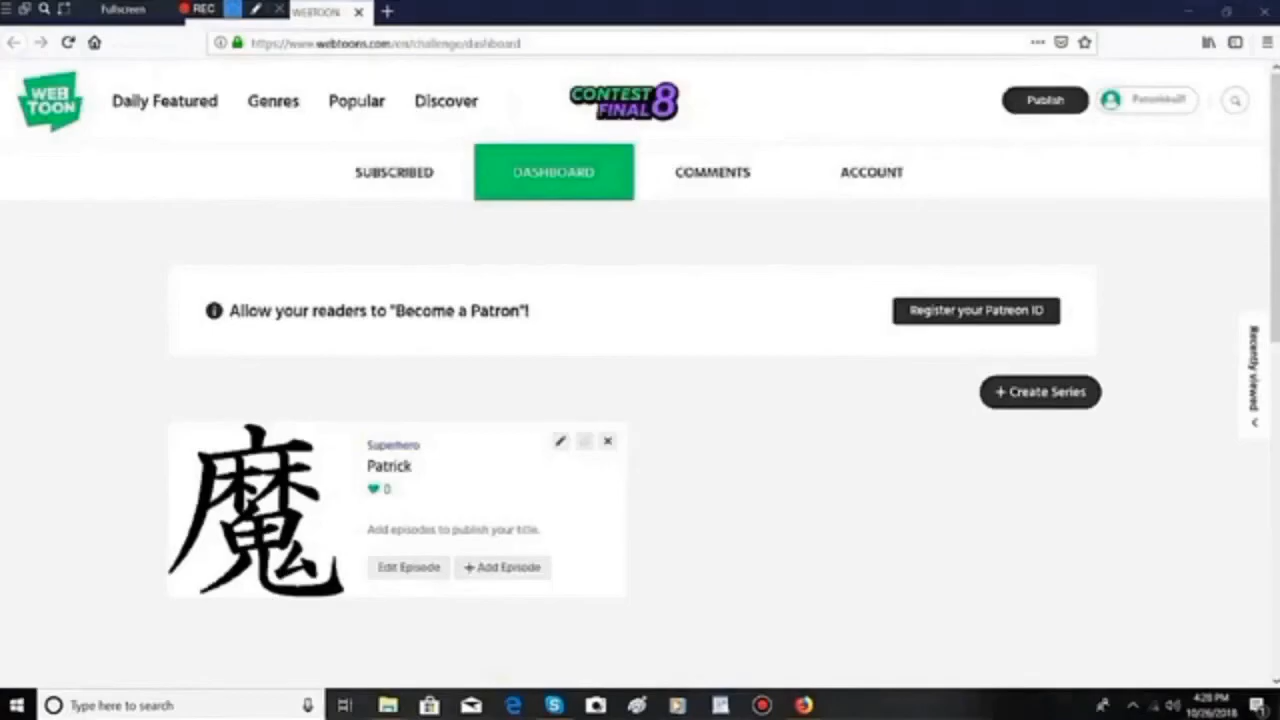 Fullscreen REC WEBTOON
https://www.webtoons.com/en/challenge/dashboard
WEB
TOON
Daily Featured Genres Popular Discover
CONTEST
FINAL 8
Publish
SUBSCRIBED DASHBOARD COMMENTS ACCOUNT
Allow your readers to "Become a Patron"!
Register your Patreon ID
Recently viewed
+ Create Series
魔
Superhero
Patrick
0
Add episodes to publish your title.
Edit Episode + Add Episode
Type here to search
4:28 PM
10/26/2018